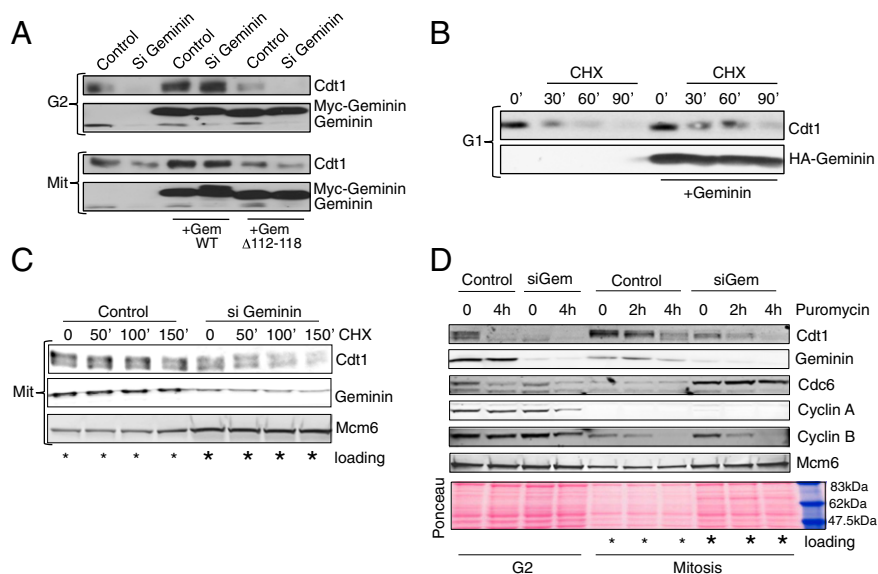 A
Control
Si Geminin
Control
Si Geminin
Control
Si Geminin
G2
Cdt1
Myc-Geminin
Geminin
Mit
Cdt1
Myc-Geminin
Geminin
+Gem WT
+Gem Δ112-118
B
CHX CHX
0’ 30’ 60’ 90’ 0’ 30’ 60’ 90’
G1
Cdt1
HA-Geminin
+Geminin
C
Control si Geminin
0 50’ 100’ 150’ 0 50’ 100’ 150’ CHX
Mit
Cdt1
Geminin
Mcm6
* * * * * * * * loading
D
Control siGem Control siGem
0 4h 0 4h 0 2h 4h 0 2h 4h Puromycin
Cdt1
Geminin
Cdc6
Cyclin A
Cyclin B
Mcm6
Ponceau
83kDa
62kDa
47.5kDa
* * * * * * loading
G2 Mitosis